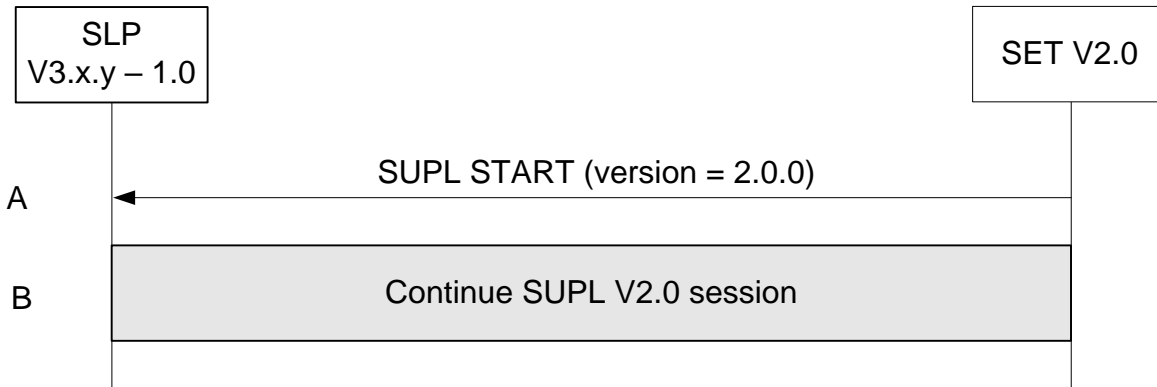 SLP
V3.x.y – 1.0
SET V2.0
SUPL START (version = 2.0.0)
A
Continue SUPL V2.0 session
B